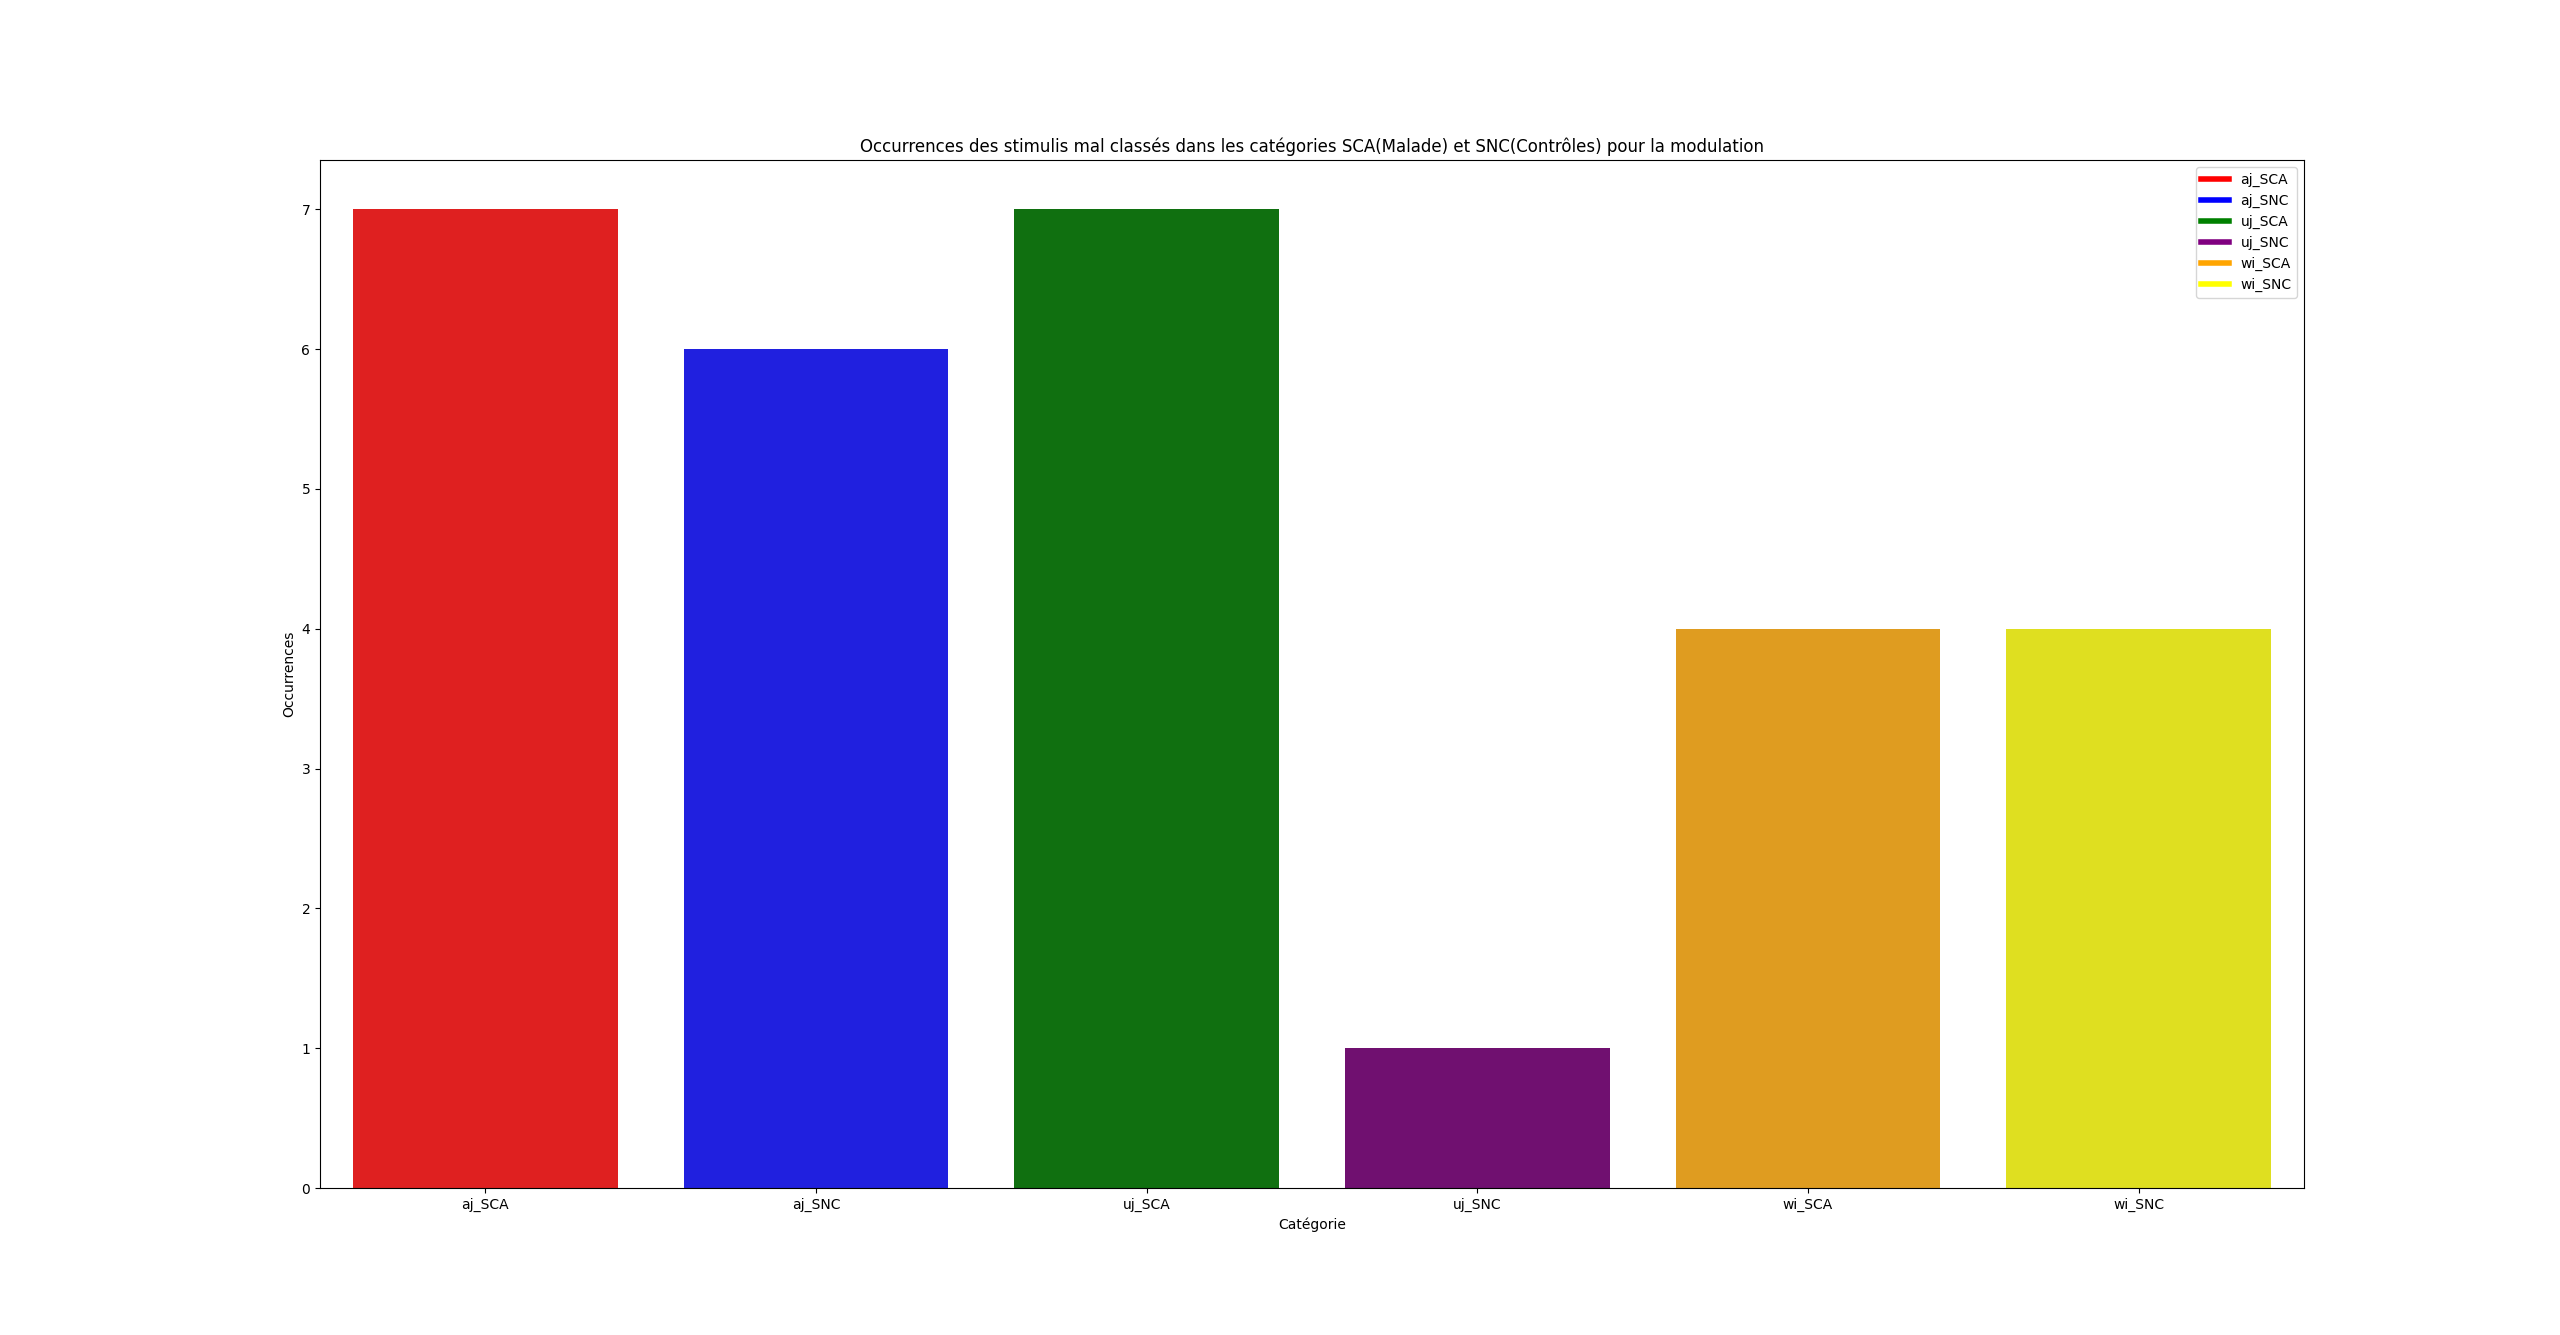 Occurrences des stimulis mal classés dans les catégories SCA(Malade) et SNC(Contrôles) pour la modulation
aj_SCA
aj_SNC
uj_SCA
uj_SNC
wi_SCA
wi_SNC
Occurrences
7
6
5
4
3
2
1
0
aj_SCA aj_SNC uj_SCA uj_SNC wi_SCA wi_SNC
Catégorie